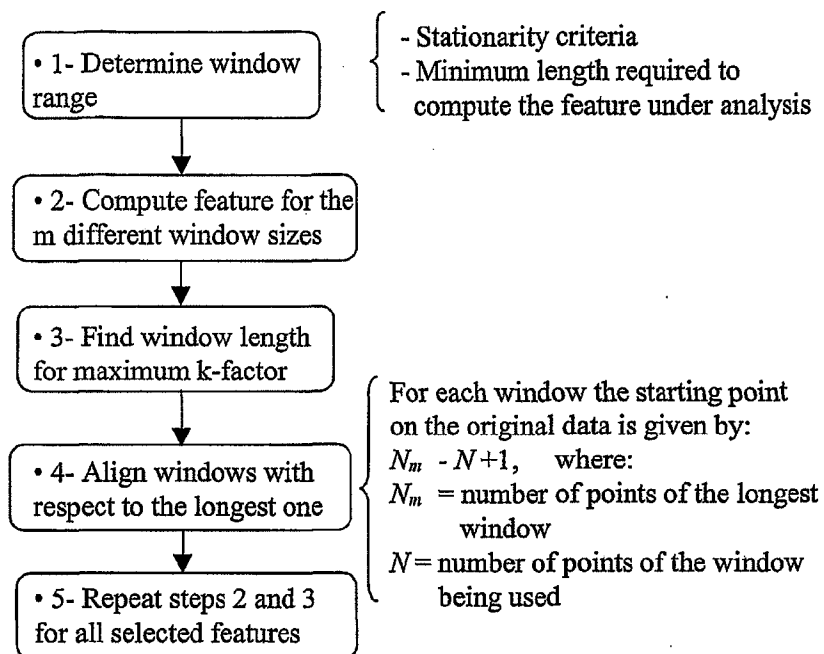 • 1- Determine window
range
- Stationarity criteria
- Minimum length required to
compute the feature under analysis
• 2- Compute feature for the
m different window sizes
• 3- Find window length
for maximum k-factor
• 4- Align windows with
respect to the longest one
For each window the starting point
on the original data is given by:
Nm - N+1, where:
Nm = number of points of the longest
window
N= number of points of the window
being used
• 5- Repeat steps 2 and 3
for all selected features